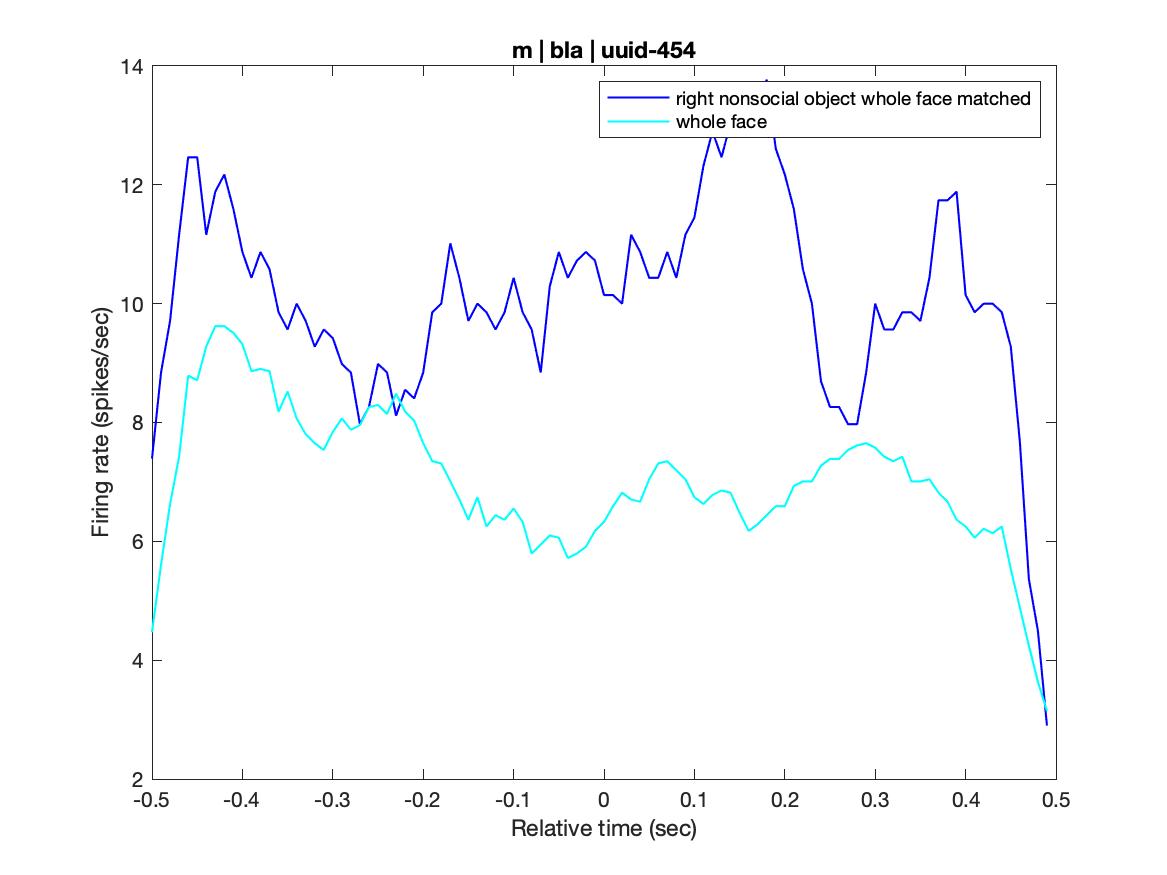 m | bla | uuid-454
14
12
10
8
6
4
2
right nonsocial object whole face matched
whole face
Firing rate (spikes/sec)
-0.5 -0.4 -0.3 -0.2 -0.1 0 0.1 0.2 0.3 0.4 0.5
Relative time (sec)